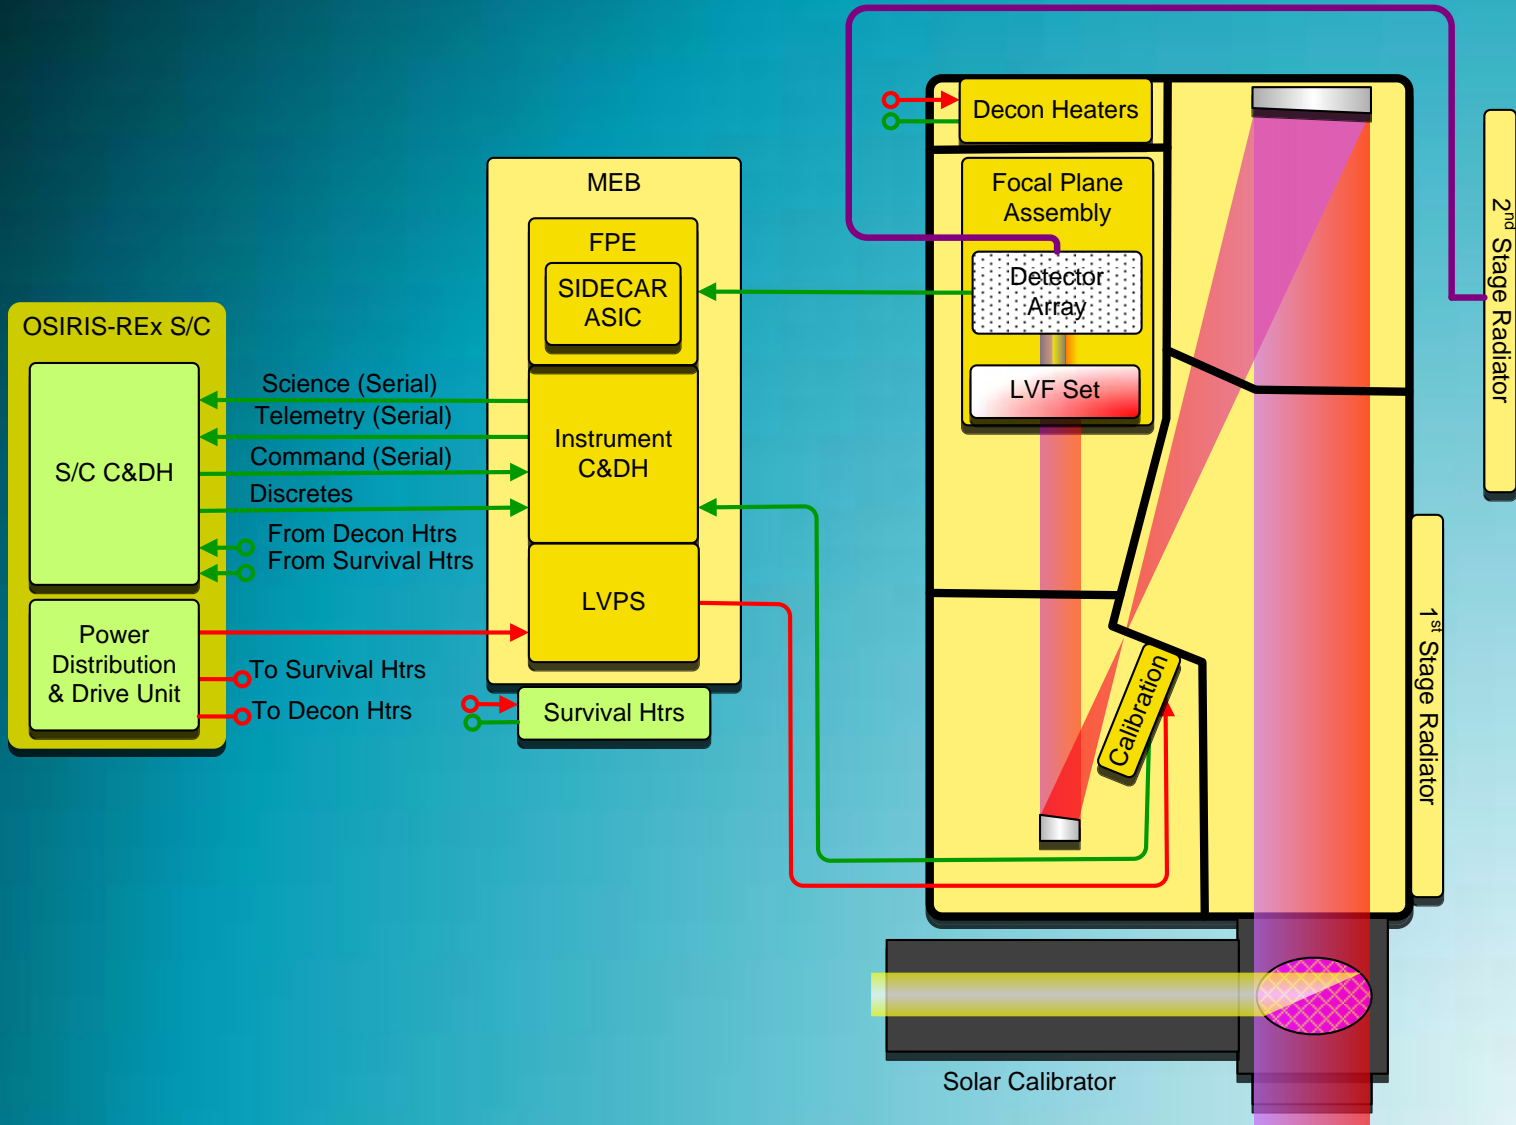 OSIRIS-REx S/C
S/C C&DH
Power
Distribution
& Drive Unit
Science (Serial)
Telemetry (Serial)
Command (Serial)
Discretes
From Decon Htrs
From Survival Htrs
To Survival Htrs
To Decon Htrs
MEB
FPE
SIDECAR
ASIC
Instrument
C&DH
LVPS
Survival Htrs
Decon Heaters
Focal Plane
Assembly
Detector
Array
LVF Set
Calibration
2nd Stage Radiator
1st Stage Radiator
Solar Calibrator